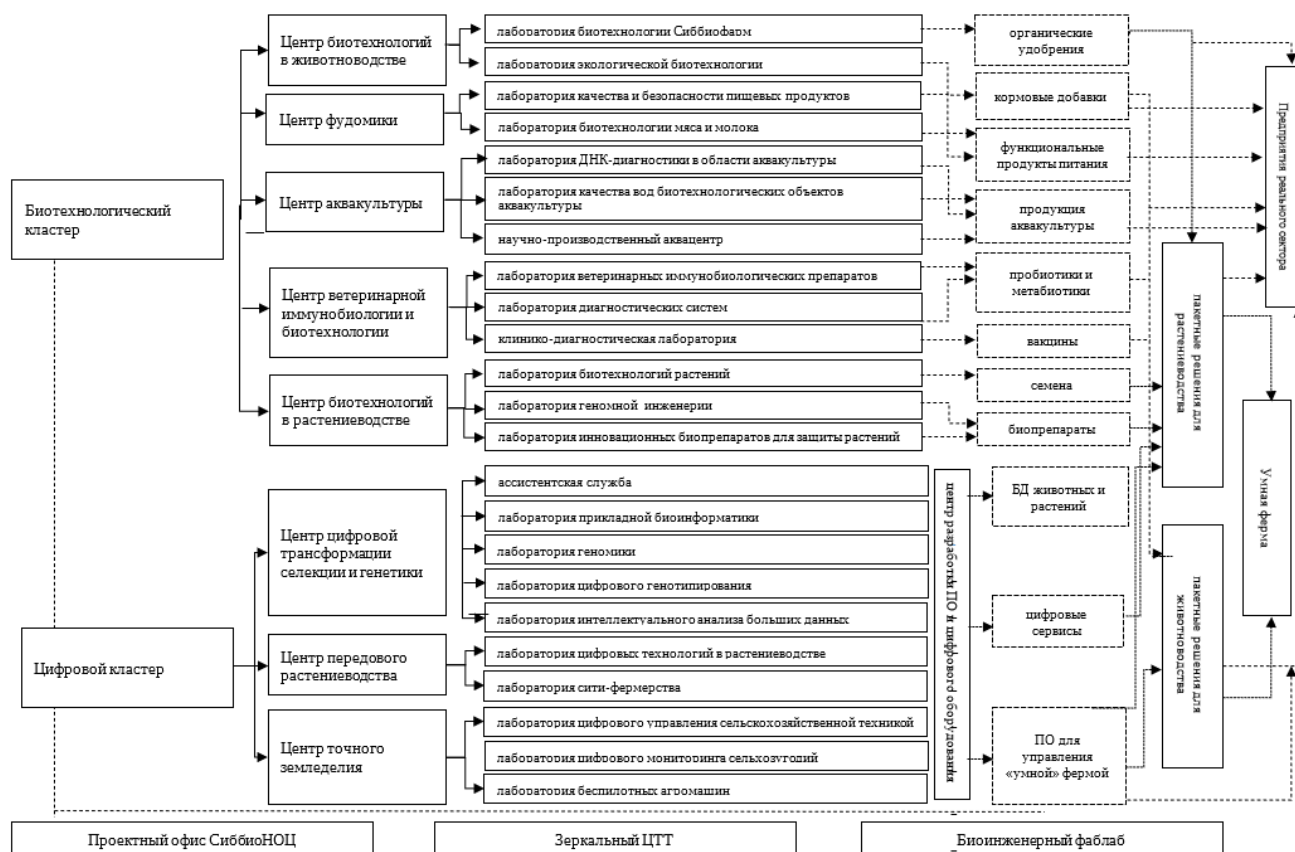 Биотехнологический
кластер
Цифровой кластер
Центр биотехнологий
в животноводстве
Центр фудомики
Центр аквакультуры
Центр ветеринарной
иммунобиологии и
биотехнологии
Центр биотехнологий
в растениеводстве
Центр цифровой
трансформации
селекции и генетики
Центр передового
растениеводства
Центр точного
земледелия
лаборатория биотехнологии Сиббиофарм
лаборатория экологической биотехнологии
лаборатория качества и безопасности пищевых продуктов
лаборатория биотехнологии мяса и молока
лаборатория ДНК-диагностики в области аквакультуры
лаборатория качества вод биотехнологических объектов
аквакультуры
научно-производственный аквацентр
лаборатория ветеринарных иммунобиологических препаратов
лаборатория диагностических систем
клинико-диагностическая лаборатория
лаборатория биотехнологий растений
лаборатория геномной инженерии
лаборатория инновационных биопрепаратов для защиты растений
ассистентская служба
лаборатория прикладной биоинформатики
лаборатория геномики
лаборатория цифрового генотипирования
лаборатория интеллектуального анализа больших данных
лаборатория цифровых технологий в растениеводстве
лаборатория сити-фермерства
лаборатория цифрового управления сельскохозяйственной техникой
лаборатория цифрового мониторинга сельхозугодий
лаборатория беспилотных агромашин
центр разработки ПО и цифрового оборудования
органические
удобрения
кормовые добавки
функциональные
продукты питания
продукция
аквакультуры
пробиотики и
метабиотики
вакцины
семена
биопрепараты
БД животных и
растений
цифровые
сервисы
ПО для
управления
«умной» фермой
пакетные решения для
растениеводства
пакетные решения для
животноводства
Предприятия реального сектора
Умная ферма
Проектный офис СиббиоНОЦ
Зеркальный ЦТТ
Биоинженерный фаблаб